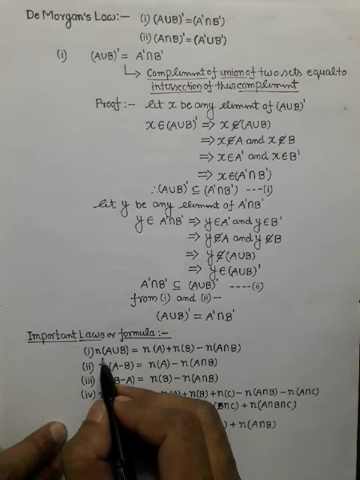 De Morgan's Law:- (i) (A∪B)' = (A'∩B')
(ii) (A∩B)' = (A'∪B')
(i) (A∪B)' = A'∩B'
↳ Compliment of union of two sets equal to
intersection of their compliment
Proof:- let x be any element of (A∪B)'
x∈(A∪B)' ⇒ x∉(A∪B)
⇒ x∉A and x∉B
⇒ x∈A' and x∈B'
⇒ x∈(A'∩B')
∴ (A∪B)' ⊆ (A'∩B') ----(i)
let y be any element of A'∩B'
y∈ A'∩B' ⇒ y∈A' and y∈B'
⇒ y∉A and y∉B
⇒ y∉(A∪B)
⇒ y∈(A∪B)'
A'∩B' ⊆ (A∪B)' ----(ii)
from (i) and (ii)-
(A∪B)' = A'∩B'
Important Laws or formula:-
(i) n(A∪B) = n(A)+n(B)-n(A∩B)
(ii) (A-B) = n(A)-n(A∩B)
(iii) (B-A) = n(B)-n(A∩B)
(iv) n(A)+n(B)+n(C)-n(A∩B)-n(A∩C)
∩C)+n(A∩B∩C)
+n(A∩B)